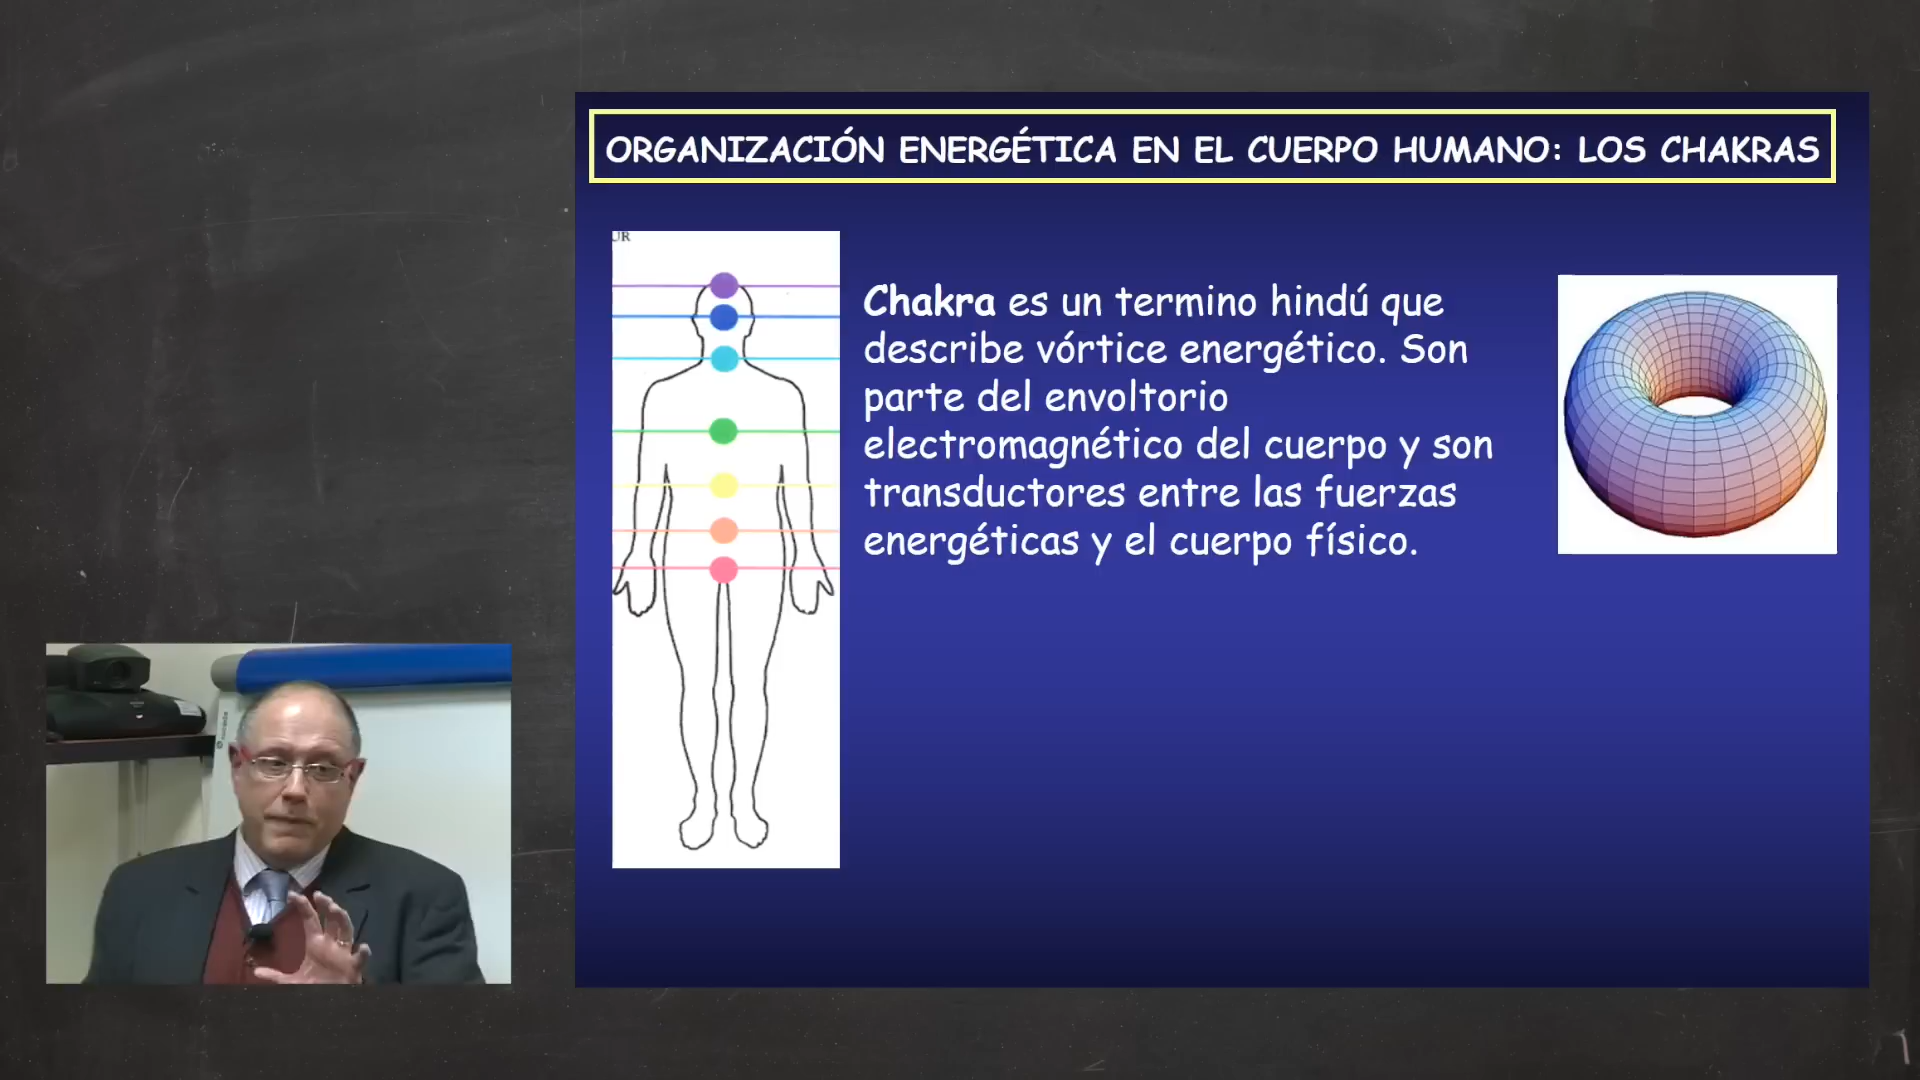 ORGANIZACIÓN ENERGÉTICA EN EL CUERPO HUMANO: LOS CHAKRAS
UR
Chakra es un termino hindú que
describe vórtice energético. Son
parte del envoltorio
electromagnético del cuerpo y son
transductores entre las fuerzas
energéticas y el cuerpo físico.